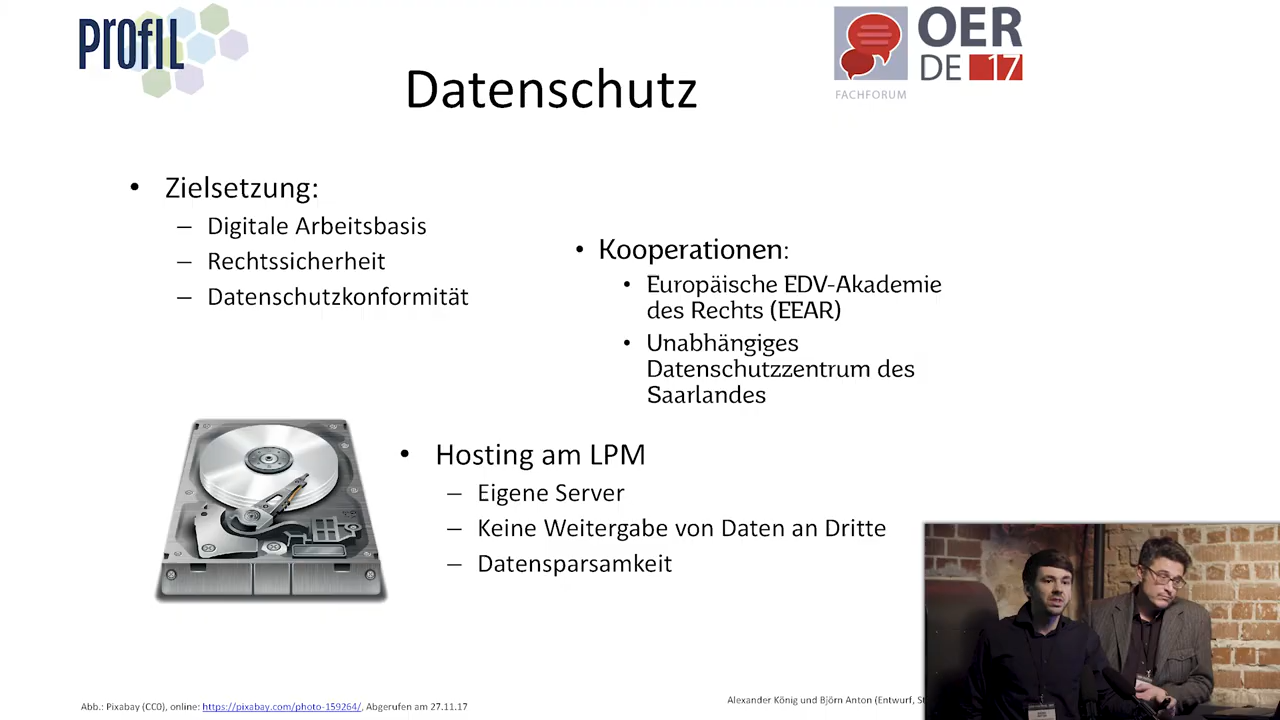 PROfIL
OER
DE 17
FACHFORUM
Datenschutz
• Zielsetzung:
– Digitale Arbeitsbasis
– Rechtssicherheit
– Datenschutzkonformität
• Kooperationen:
• Europäische EDV-Akademie
des Rechts (EEAR)
• Unabhängiges
Datenschutzzentrum des
Saarlandes
• Hosting am LPM
– Eigene Server
– Keine Weitergabe von Daten an Dritte
– Datensparsamkeit
Abb.: Pixabay (CC0), online: https://pixabay.com/photo-159264/, Abgerufen am 27.11.17
Alexander König und Björn Anton (Entwurf,